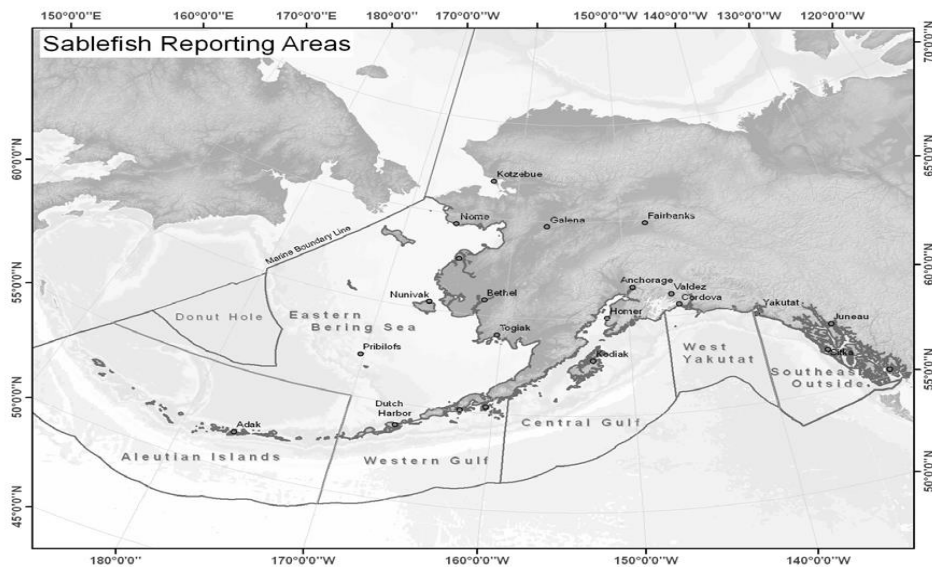 150°0'0"E
160°0'0"E
170°0'0"E
180°0'0"
170°0'0"W
150°0'0"W
140°0'0"W
130°0'0"W
120°0'0"W
Sablefish Reporting Areas
70°0'0"N
65°0'0"N
60°0'0"N
55°0'0"N
50°0'0"N
60°0'0"N
55°0'0"N
50°0'0"N
45°0'0"N
Kotzebue
Nome
Galena
Fairbanks
Marine Boundary Line
Anchorage
Valdez
Cordova
Yakutat
Juneau
Nunivak
Bethel
Homer
Donut Hole
Eastern
Bering Sea
Togiak
Sitka
Pribilofs
Kodiak
West
Yakutat
Southeast
Outside
Dutch
Harbor
Adak
Central Gulf
Aleutian Islands
Western Gulf
180°0'0"
170°0'0"W
160°0'0"W
150°0'0"W
140°0'0"W